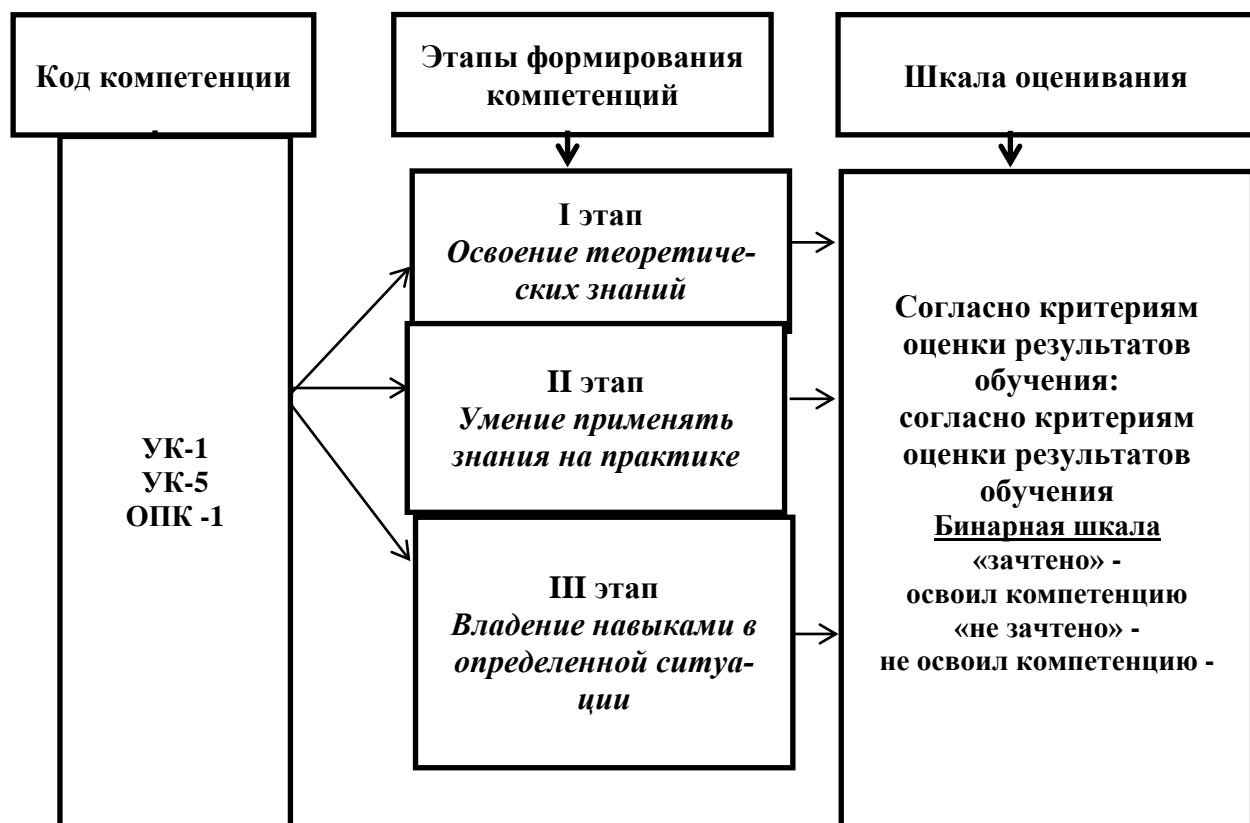 Код компетенции
Этапы формирования
компетенций
Шкала оценивания
УК-1
УК-5
ОПК -1
I этап
Освоение теоретиче-
ских знаний
II этап
Умение применять
знания на практике
III этап
Владение навыками в
определенной ситуа-
ции
Согласно критериям
оценки результатов
обучения:
согласно критериям
оценки результатов
обучения
Бинарная шкала
«зачтено» -
освоил компетенцию
«не зачтено» -
не освоил компетенцию -